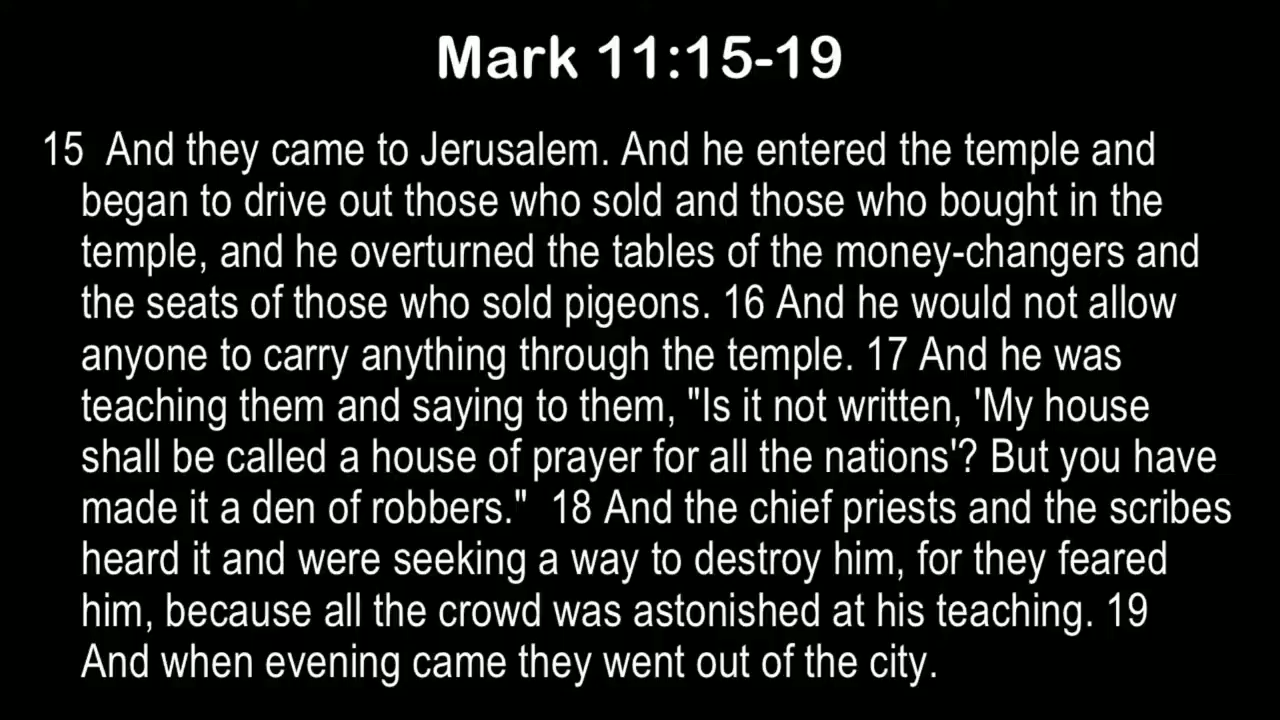 Mark 11:15-19
15  And they came to Jerusalem. And he entered the temple and
began to drive out those who sold and those who bought in the
temple, and he overturned the tables of the money-changers and
the seats of those who sold pigeons. 16 And he would not allow
anyone to carry anything through the temple. 17 And he was
teaching them and saying to them, "Is it not written, 'My house
shall be called a house of prayer for all the nations'? But you have
made it a den of robbers."  18 And the chief priests and the scribes
heard it and were seeking a way to destroy him, for they feared
him, because all the crowd was astonished at his teaching. 19
And when evening came they went out of the city.